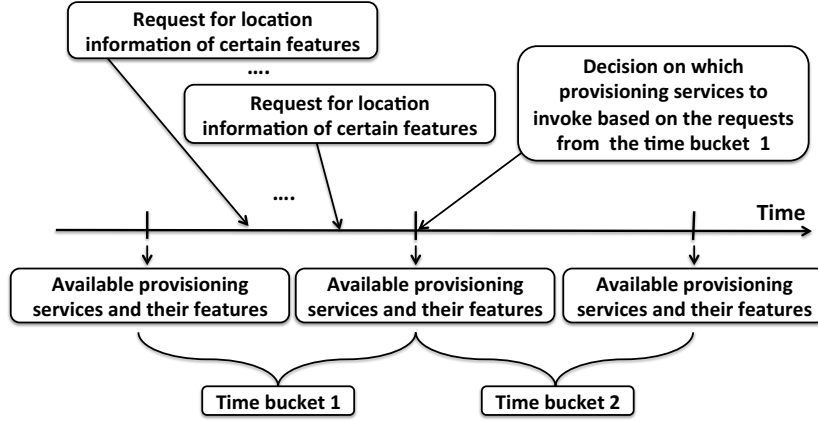 Request for location
information of certain features
....
Request for location
information of certain features
....
Decision on which
provisioning services to
invoke based on the requests
from the time bucket 1
Time
Available provisioning
services and their features
Available provisioning
services and their features
Available provisioning
services and their features
Time bucket 1
Time bucket 2